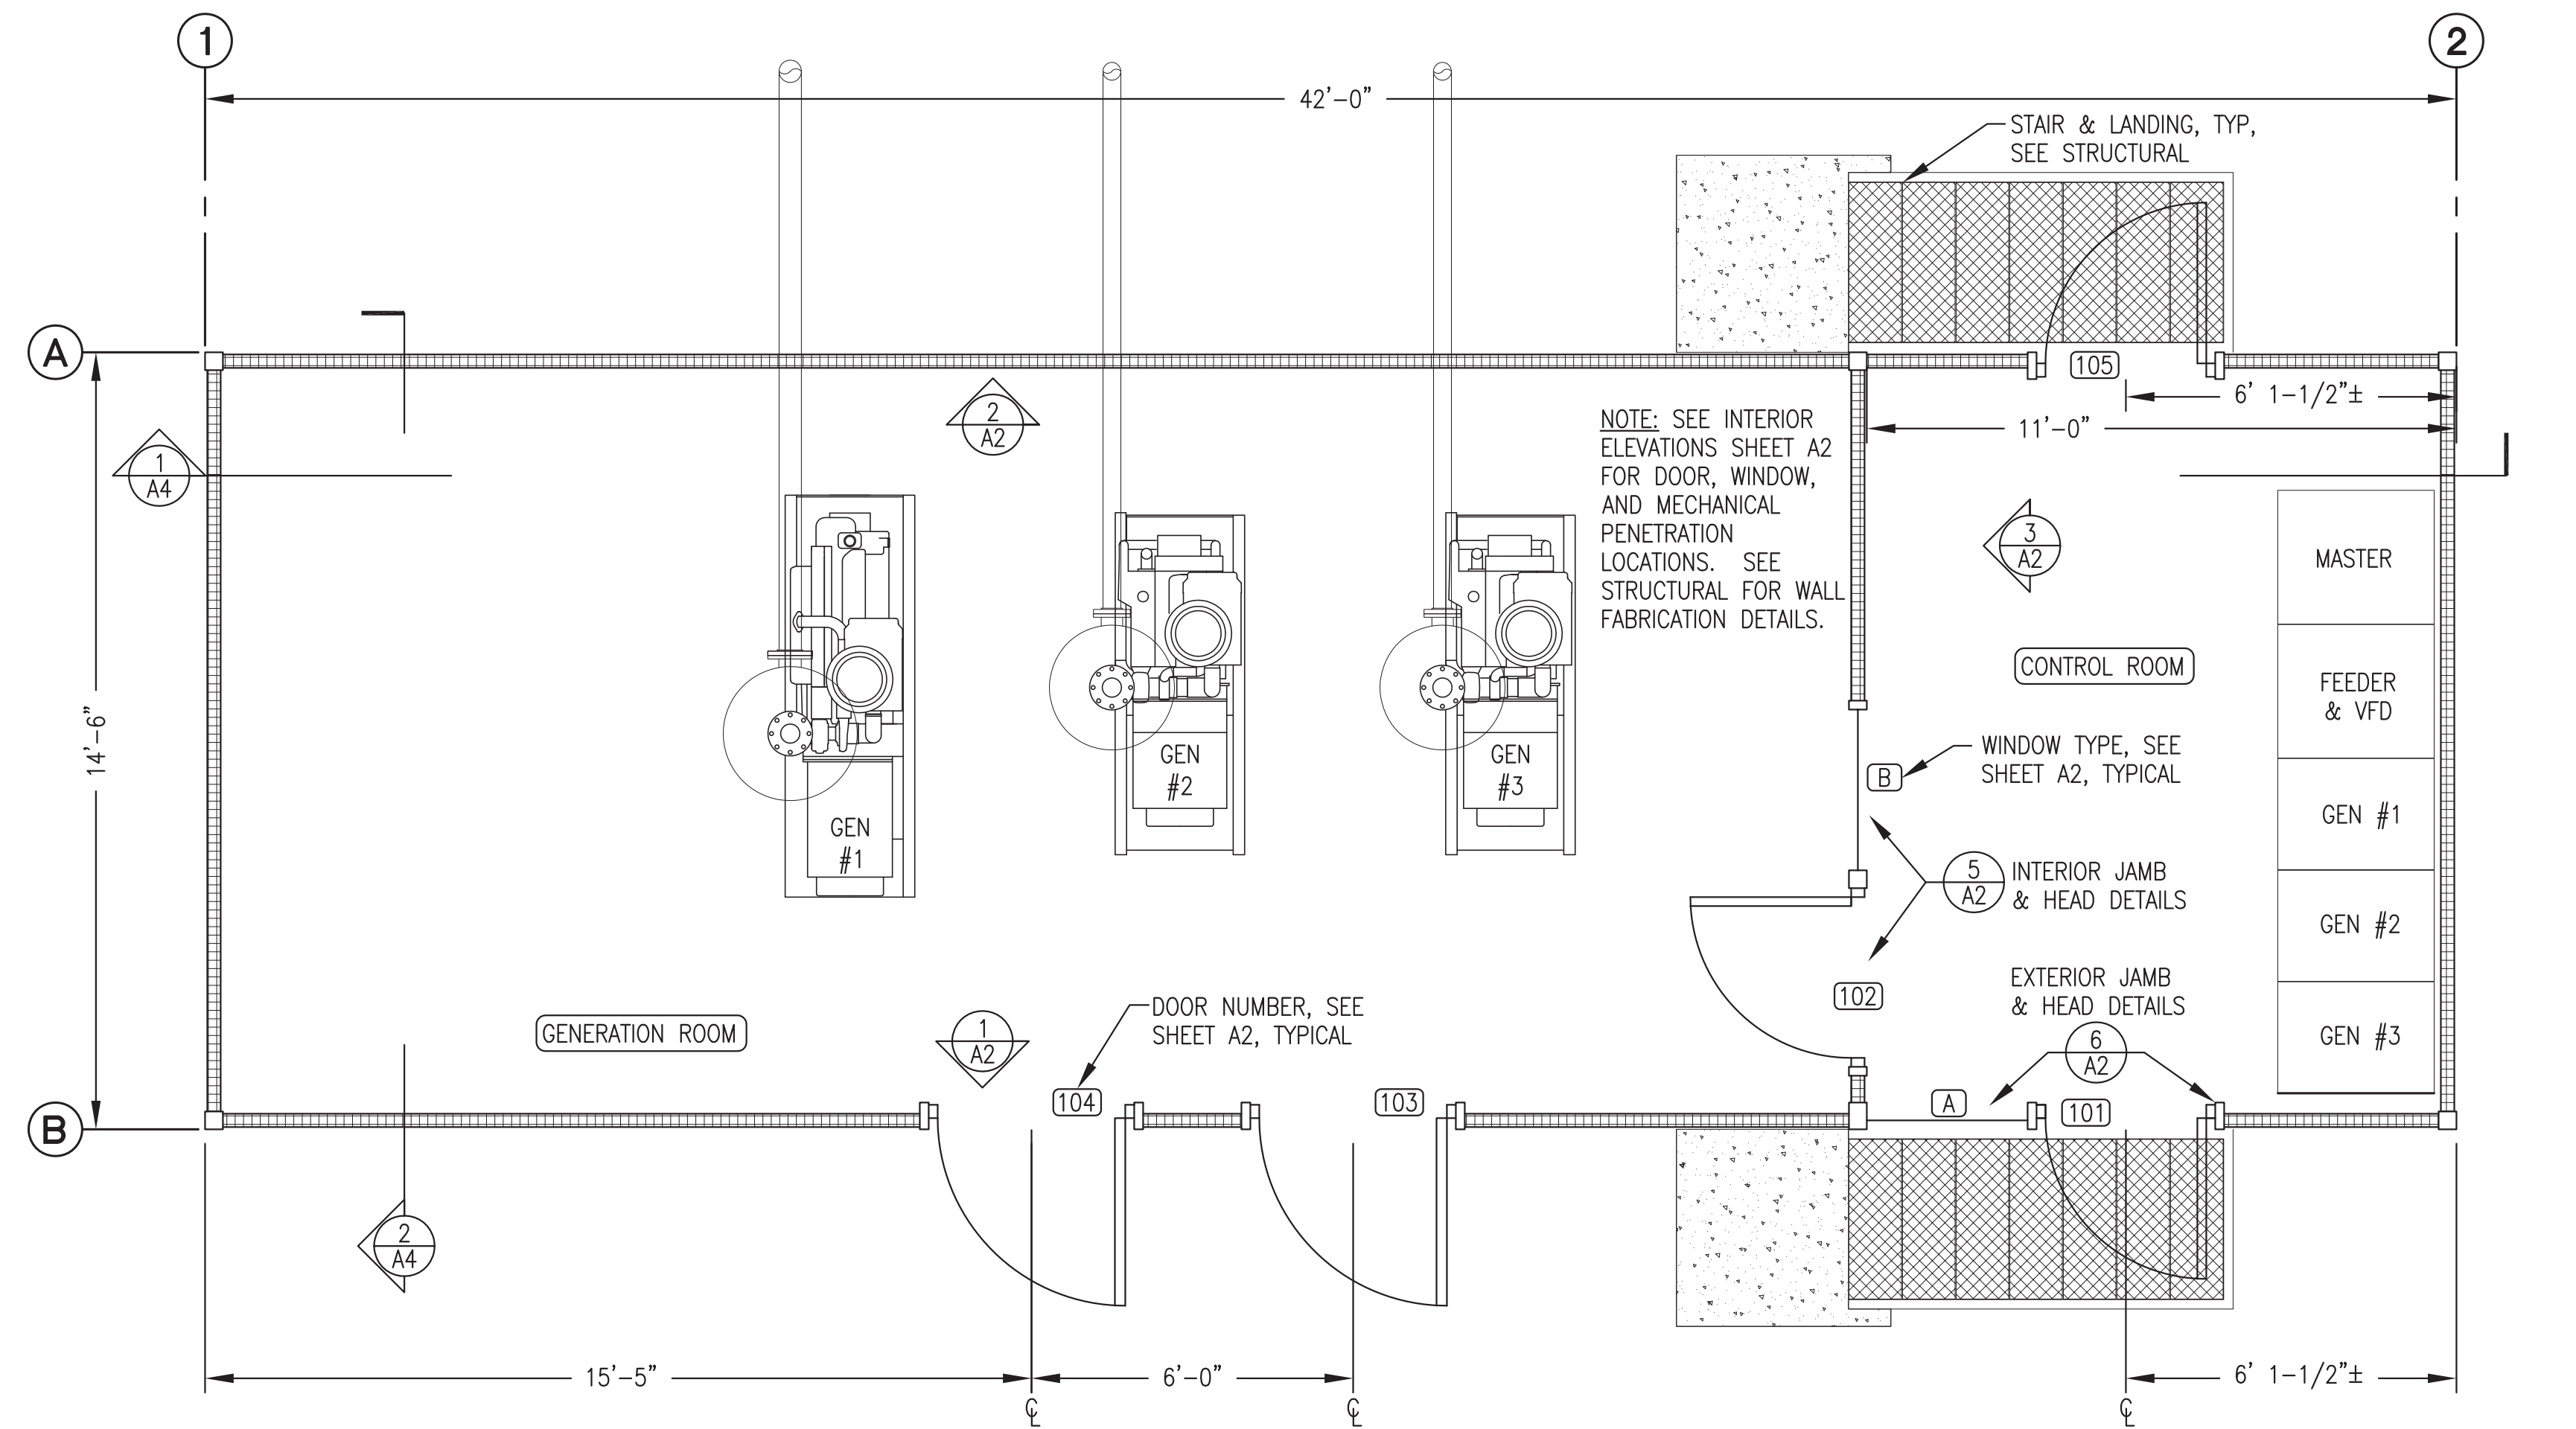 1
2
42'-0"
STAIR & LANDING, TYP,
SEE STRUCTURAL
A
105
6' 1-1/2"±
11'-0"
2
A2
1
A4
NOTE: SEE INTERIOR
ELEVATIONS SHEET A2
FOR DOOR, WINDOW,
AND MECHANICAL
PENETRATION
LOCATIONS. SEE
STRUCTURAL FOR WALL
FABRICATION DETAILS.
3
A2
MASTER
CONTROL ROOM
FEEDER
& VFD
14'-6"
GEN
#2
GEN
#3
B
WINDOW TYPE, SEE
SHEET A2, TYPICAL
GEN #1
GEN
#1
5
A2
INTERIOR JAMB
& HEAD DETAILS
GEN #2
102
EXTERIOR JAMB
& HEAD DETAILS
DOOR NUMBER, SEE
SHEET A2, TYPICAL
GENERATION ROOM
1
A2
6
A2
GEN #3
B
104
103
A
101
2
A4
15'-5"
6'-0"
6' 1-1/2"±
℄
℄
℄